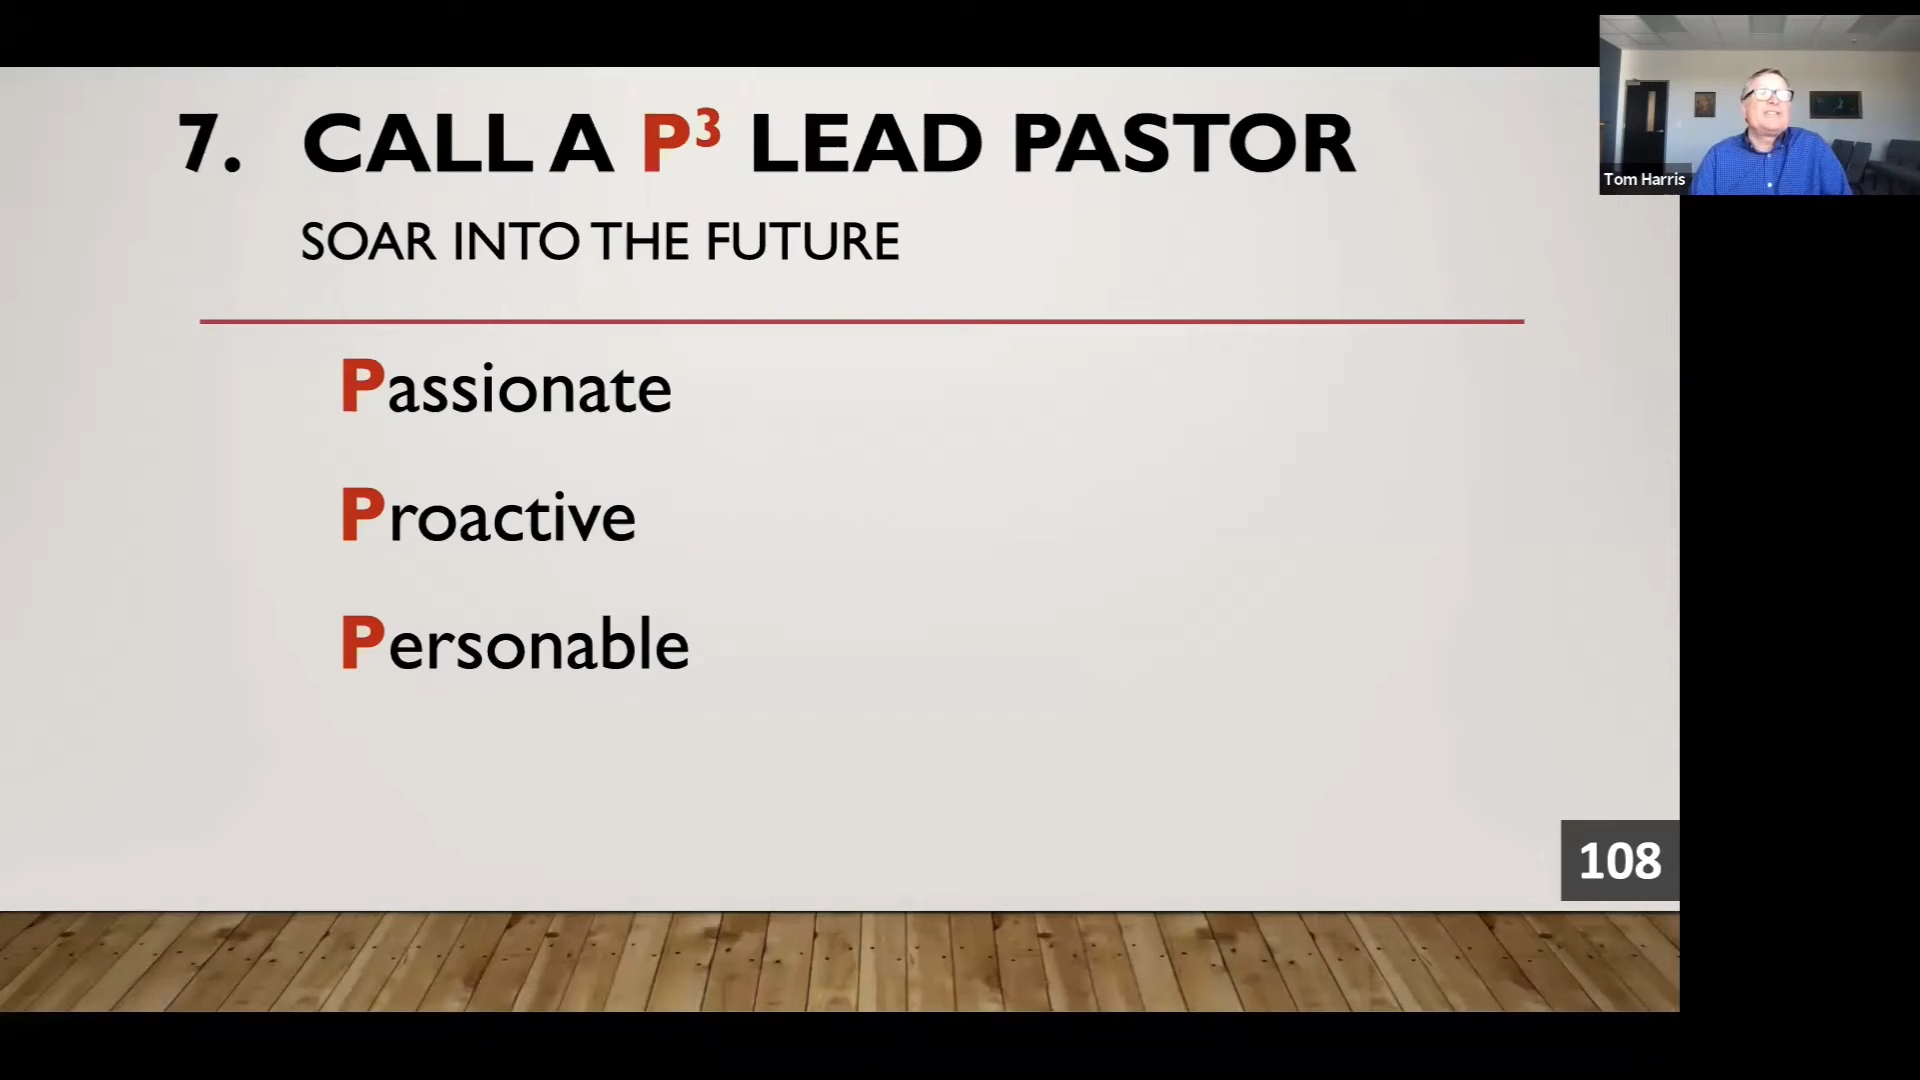 7. CALL A P³ LEAD PASTOR
SOAR INTO THE FUTURE
Passionate
Proactive
Personable
108
Tom Harris